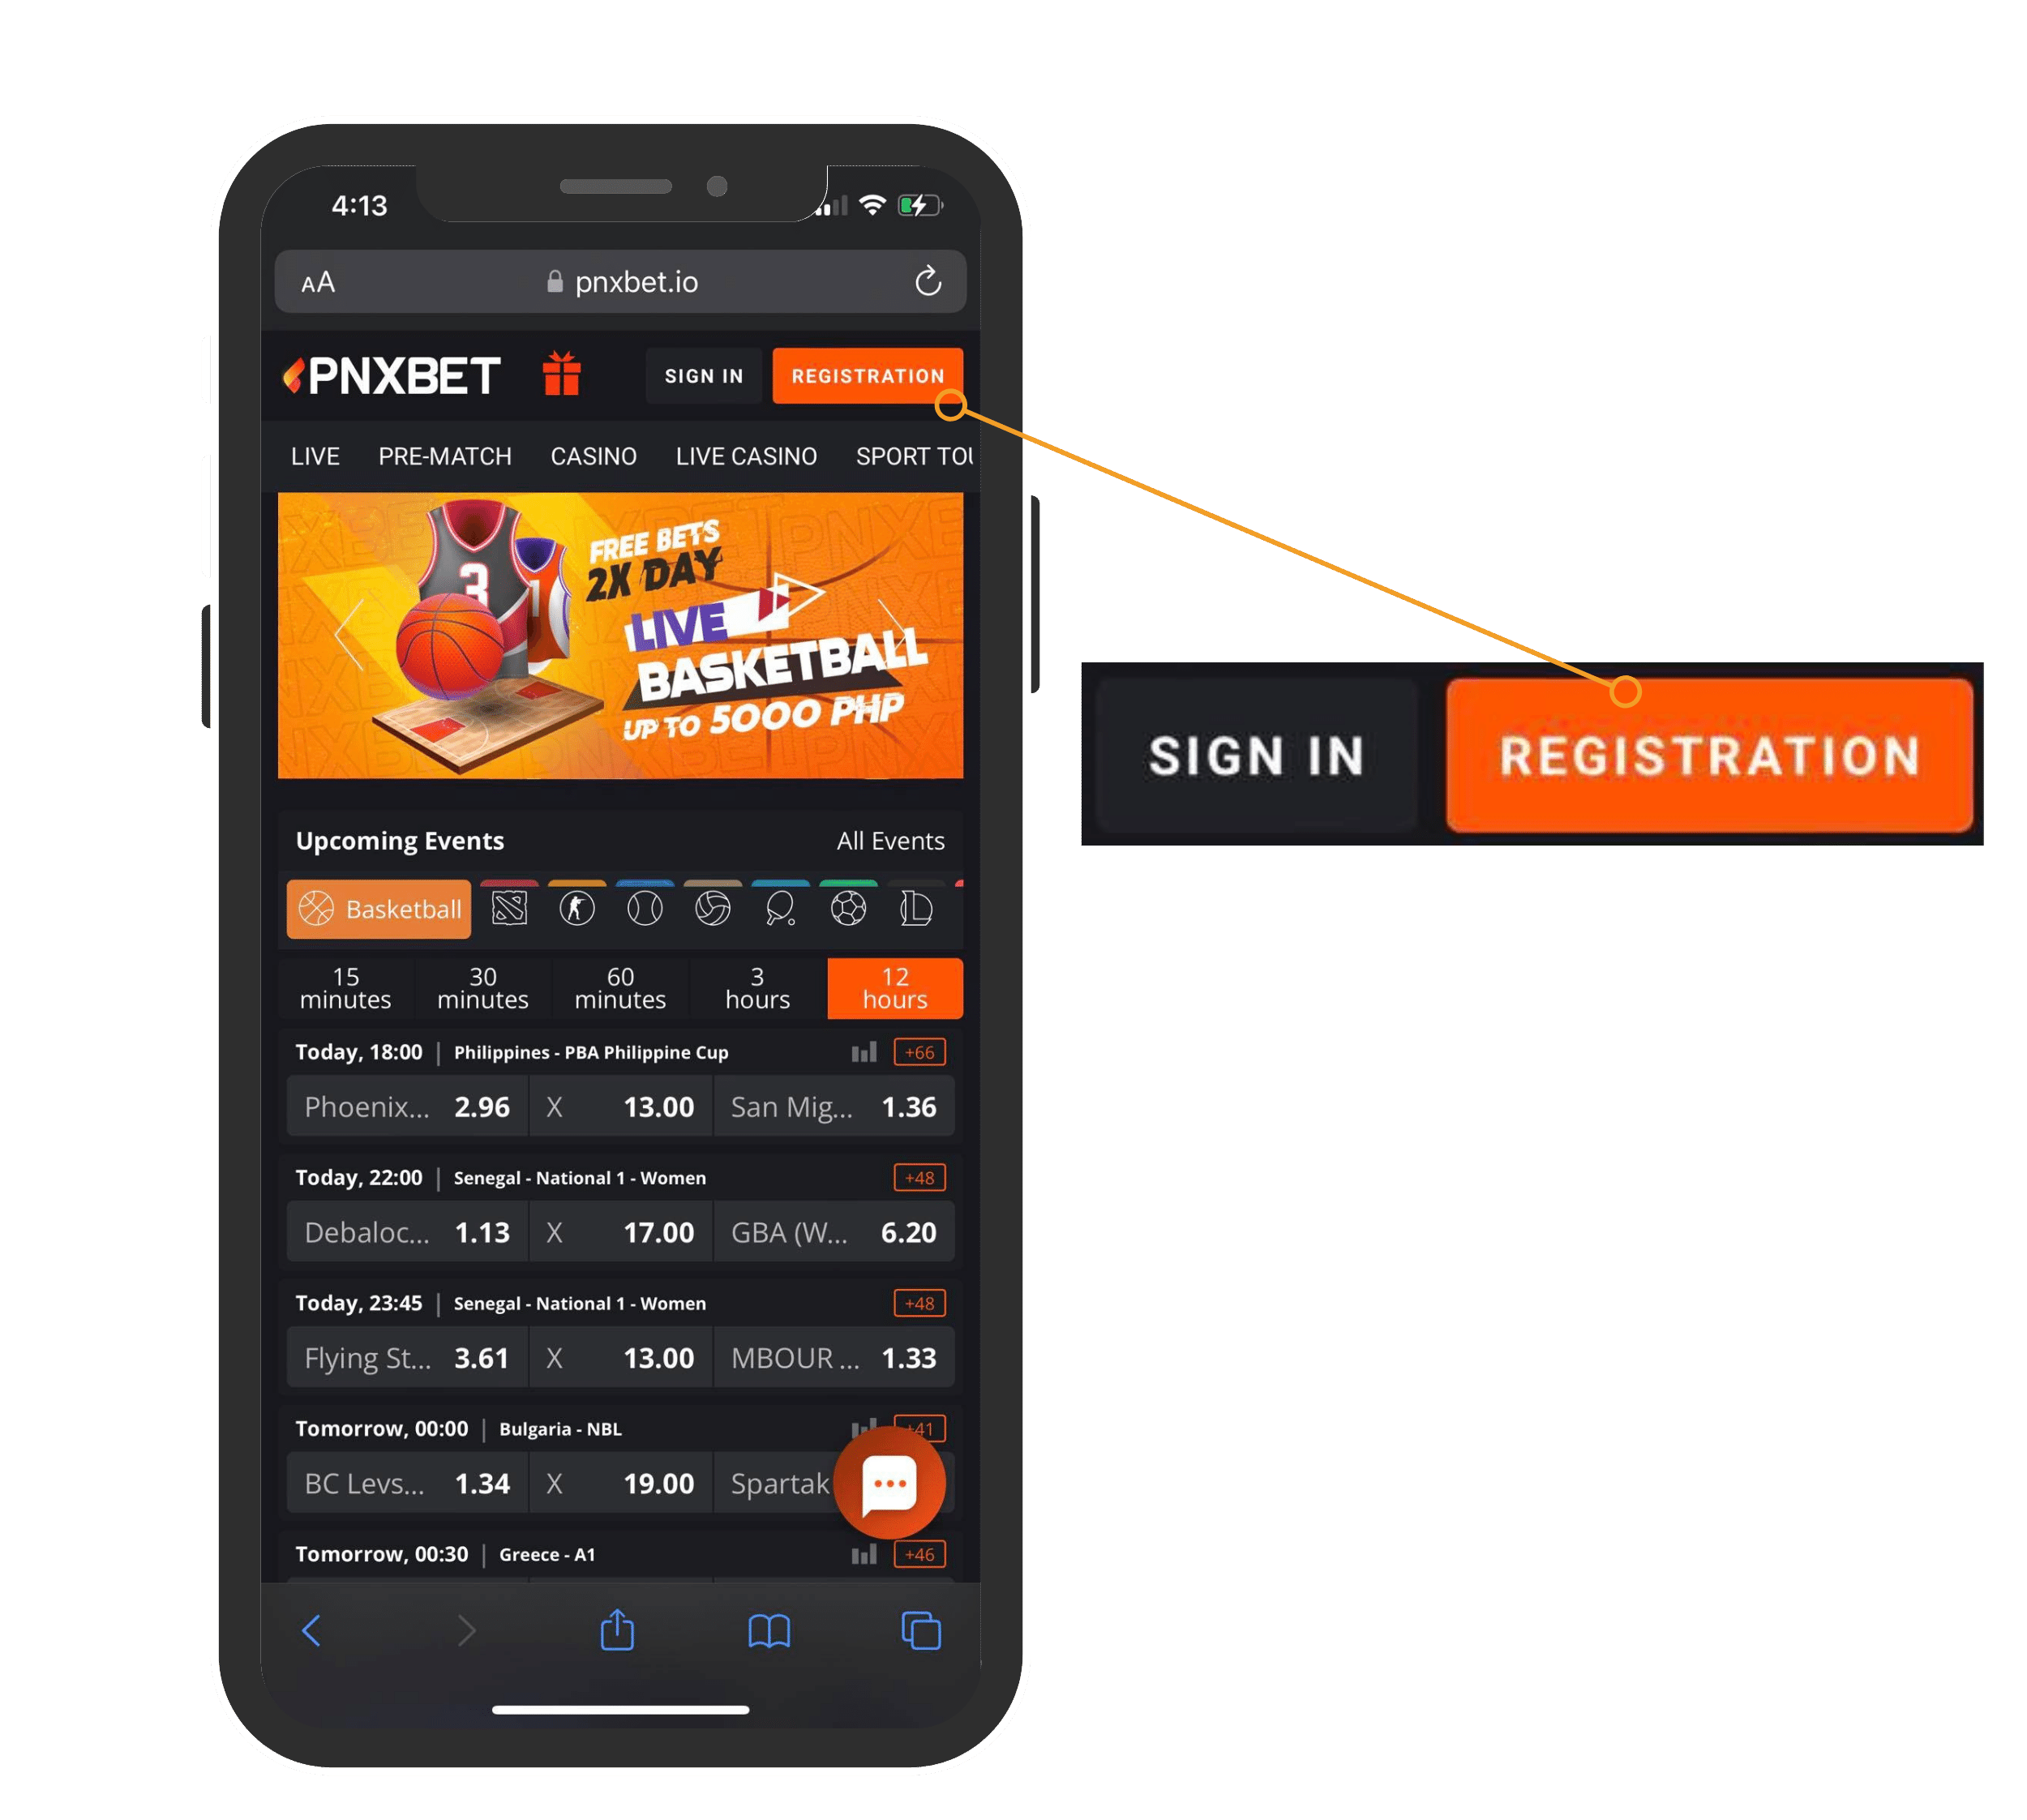 4:13
AA pnxbet.io
PNXBET SIGN IN REGISTRATION
LIVE PRE-MATCH CASINO LIVE CASINO SPORT TOU
FREE BETS
2X DAY
LIVE
BASKETBALL
UP TO 5000 PHP
SIGN IN REGISTRATION
Upcoming Events All Events
Basketball
15 minutes 30 minutes 60 minutes 3 hours 12 hours
Today, 18:00 | Philippines - PBA Philippine Cup +66
Phoenix... 2.96 X 13.00 San Mig... 1.36
Today, 22:00 | Senegal - National 1 - Women +48
Debaloc... 1.13 X 17.00 GBA (W... 6.20
Today, 23:45 | Senegal - National 1 - Women +48
Flying St... 3.61 X 13.00 MBOUR ... 1.33
Tomorrow, 00:00 | Bulgaria - NBL +41
BC Levs... 1.34 X 19.00 Spartak
Tomorrow, 00:30 | Greece - A1 +46